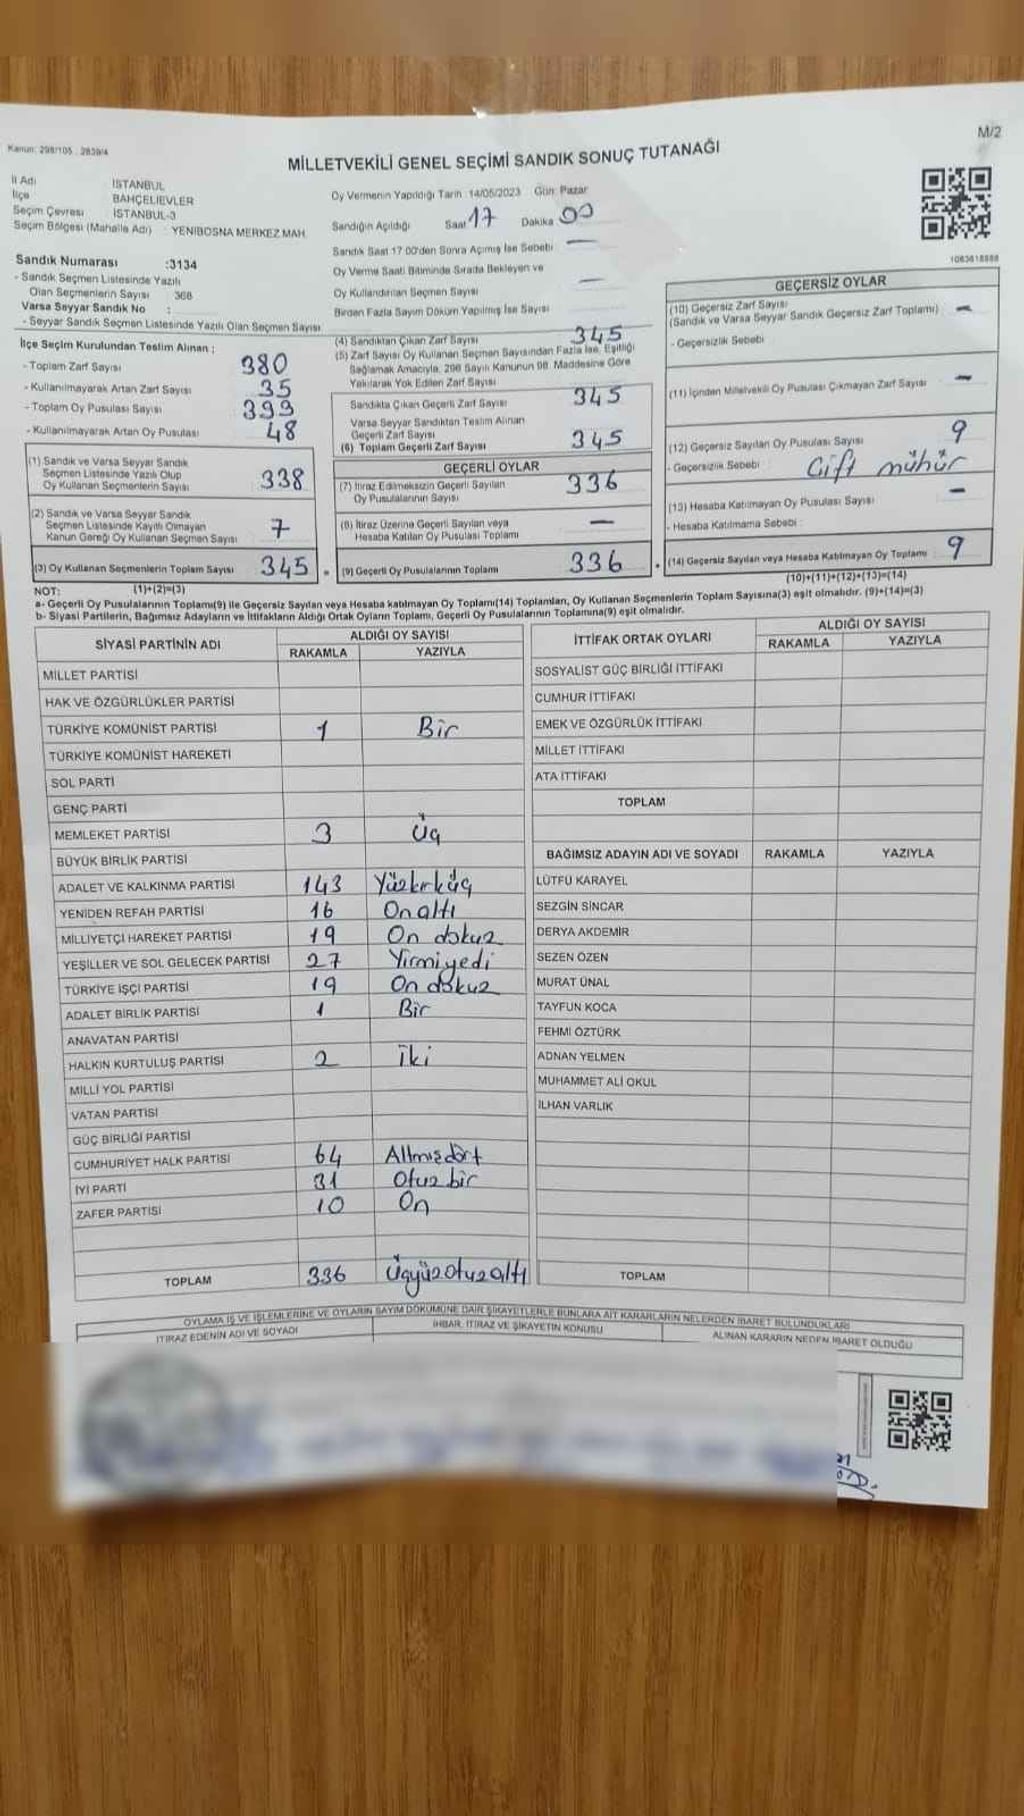 Kanun: 298/105 : 2839/4
M/2
MİLLETVEKİLİ GENEL SEÇİMİ SANDIK SONUÇ TUTANAĞI
İl Adı İSTANBUL
İlçe BAHÇELİEVLER
Seçim Çevresi İSTANBUL-3
Seçim Bölgesi (Mahalle Adı) : YENİBOSNA MERKEZ MAH.
Oy Vermenin Yapıldığı Tarih :14/05/2023 Gün: Pazar
Sandığın Açıldığı Saat 17 Dakika 00
Sandık Saat 17.00'den Sonra Açılmış İse Sebebi —
Oy Verme Saati Bitiminde Sırada Bekleyen ve
Oy Kullandırılan Seçmen Sayısı —
Birden Fazla Sayım Döküm Yapılmış İse Sayısı
Sandık Numarası :3134
- Sandık Seçmen Listesinde Yazılı
Olan Seçmenlerin Sayısı : 368
Varsa Seyyar Sandık No :
- Seyyar Sandık Seçmen Listesinde Yazılı Olan Seçmen Sayısı
İlçe Seçim Kurulundan Teslim Alınan ;
- Toplam Zarf Sayısı 380
- Kullanılmayarak Artan Zarf Sayısı 35
- Toplam Oy Pusulası Sayısı 393
- Kullanılmayarak Artan Oy Pusulası 48
(1) Sandık ve Varsa Seyyar Sandık
Seçmen Listesinde Yazılı Olup
Oy Kullanan Seçmenlerin Sayısı 338
(2) Sandık ve Varsa Seyyar Sandık
Seçmen Listesinde Kayıtlı Olmayan
Kanun Gereği Oy Kullanan Seçmen Sayısı 7
(3) Oy Kullanan Seçmenlerin Toplam Sayısı 345
(1)+(2)=(3)
(4) Sandıktan Çıkan Zarf Sayısı 345
(5) Zarf Sayısı Oy Kullanan Seçmen Sayısından Fazla İse, Eşitliği
Sağlamak Amacıyla, 298 Sayılı Kanunun 98. Maddesine Göre
Yakılarak Yok Edilen Zarf Sayısı
Sandıkta Çıkan Geçerli Zarf Sayısı 345
Varsa Seyyar Sandıktan Teslim Alınan
Geçerli Zarf Sayısı
(6) Toplam Geçerli Zarf Sayısı 345
GEÇERLİ OYLAR
(7) İtiraz Edilmeksizin Geçerli Sayılan
Oy Pusulalarının Sayısı 336
(8) İtiraz Üzerine Geçerli Sayılan veya
Hesaba Katılan Oy Pusulası Toplamı —
(9) Geçerli Oy Pusulalarının Toplamı 336
GEÇERSİZ OYLAR
(10) Geçersiz Zarf Sayısı
(Sandık ve Varsa Seyyar Sandık Geçersiz Zarf Toplamı) —
- Geçersizlik Sebebi
(11) İçinden Milletvekili Oy Pusulası Çıkmayan Zarf Sayısı —
(12) Geçersiz Sayılan Oy Pusulası Sayısı 9
- Geçersizlik Sebebi Çift mühür
(13) Hesaba Katılmayan Oy Pusulası Sayısı —
- Hesaba Katılmama Sebebi :
(14) Geçersiz Sayılan veya Hesaba Katılmayan Oy Toplamı 9
(10)+(11)+(12)+(13)=(14)
NOT:
a- Geçerli Oy Pusulalarının Toplamı(9) ile Geçersiz Sayılan veya Hesaba katılmayan Oy Toplamı(14) Toplamları, Oy Kullanan Seçmenlerin Toplam Sayısına(3) eşit olmalıdır. (9)+(14)=(3)
b- Siyasi Partilerin, Bağımsız Adayların ve İttifakların Aldığı Ortak Oyların Toplamı, Geçerli Oy Pusulalarının Toplamına(9) eşit olmalıdır.
SİYASİ PARTİNİN ADI ALDIĞI OY SAYISI
RAKAMLA YAZIYLA
MİLLET PARTİSİ
HAK VE ÖZGÜRLÜKLER PARTİSİ
TÜRKİYE KOMÜNİST PARTİSİ 1 Bir
TÜRKİYE KOMÜNİST HAREKETİ
SOL PARTİ
GENÇ PARTİ
MEMLEKET PARTİSİ 3 Üç
BÜYÜK BİRLİK PARTİSİ
ADALET VE KALKINMA PARTİSİ 143 Yüzkırküç
YENİDEN REFAH PARTİSİ 16 On altı
MİLLİYETÇİ HAREKET PARTİSİ 19 On dokuz
YEŞİLLER VE SOL GELECEK PARTİSİ 27 Yirmiyedi
TÜRKİYE İŞÇİ PARTİSİ 19 On dokuz
ADALET BİRLİK PARTİSİ 1 Bir
ANAVATAN PARTİSİ
HALKIN KURTULUŞ PARTİSİ 2 İki
MİLLİ YOL PARTİSİ
VATAN PARTİSİ
GÜÇ BİRLİĞİ PARTİSİ
CUMHURİYET HALK PARTİSİ 64 Altmışdört
İYİ PARTİ 31 Otuz bir
ZAFER PARTİSİ 10 On
TOPLAM 336 Üçyüzotuzaltı
İTTİFAK ORTAK OYLARI ALDIĞI OY SAYISI
RAKAMLA YAZIYLA
SOSYALİST GÜÇ BİRLİĞİ İTTİFAKI
CUMHUR İTTİFAKI
EMEK VE ÖZGÜRLÜK İTTİFAKI
MİLLET İTTİFAKI
ATA İTTİFAKI
TOPLAM
BAĞIMSIZ ADAYIN ADI VE SOYADI RAKAMLA YAZIYLA
LÜTFÜ KARAYEL
SEZGİN SİNCAR
DERYA AKDEMİR
SEZEN ÖZEN
MURAT ÜNAL
TAYFUN KOCA
FEHMİ ÖZTÜRK
ADNAN YELMEN
MUHAMMET ALİ OKUL
İLHAN VARLIK
TOPLAM
OYLAMA İŞ VE İŞLEMLERİNE VE OYLARIN SAYIM DÖKÜMÜNE DAİR ŞİKAYETLERLE BUNLARA AİT KARARLARIN NELERDEN İBARET BULUNDUKLARI
İTİRAZ EDENİN ADI VE SOYADI
İHBAR, İTİRAZ VE ŞİKAYETİN KONUSU
ALINAN KARARIN NEDEN İBARET OLDUĞU